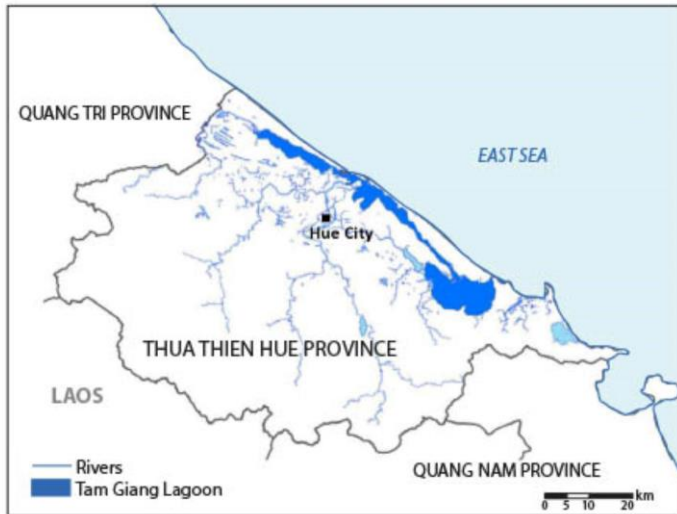 QUANG TRI PROVINCE
EAST SEA
Hue City
THUA THIEN HUE PROVINCE
LAOS
Rivers
QUANG NAM PROVINCE
Tam Giang Lagoon
km
0 5 10 20